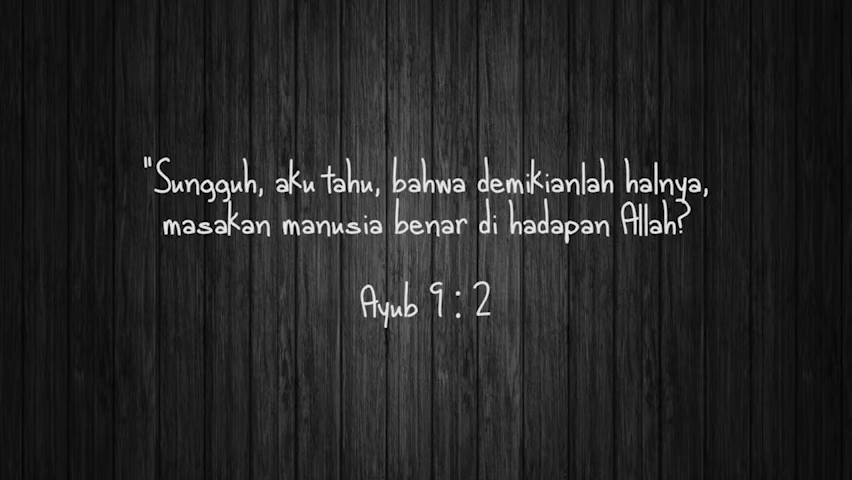 "Sungguh, aku tahu, bahwa demikianlah halnya,
masakan manusia benar di hadapan Allah?
Ayub 9 : 2